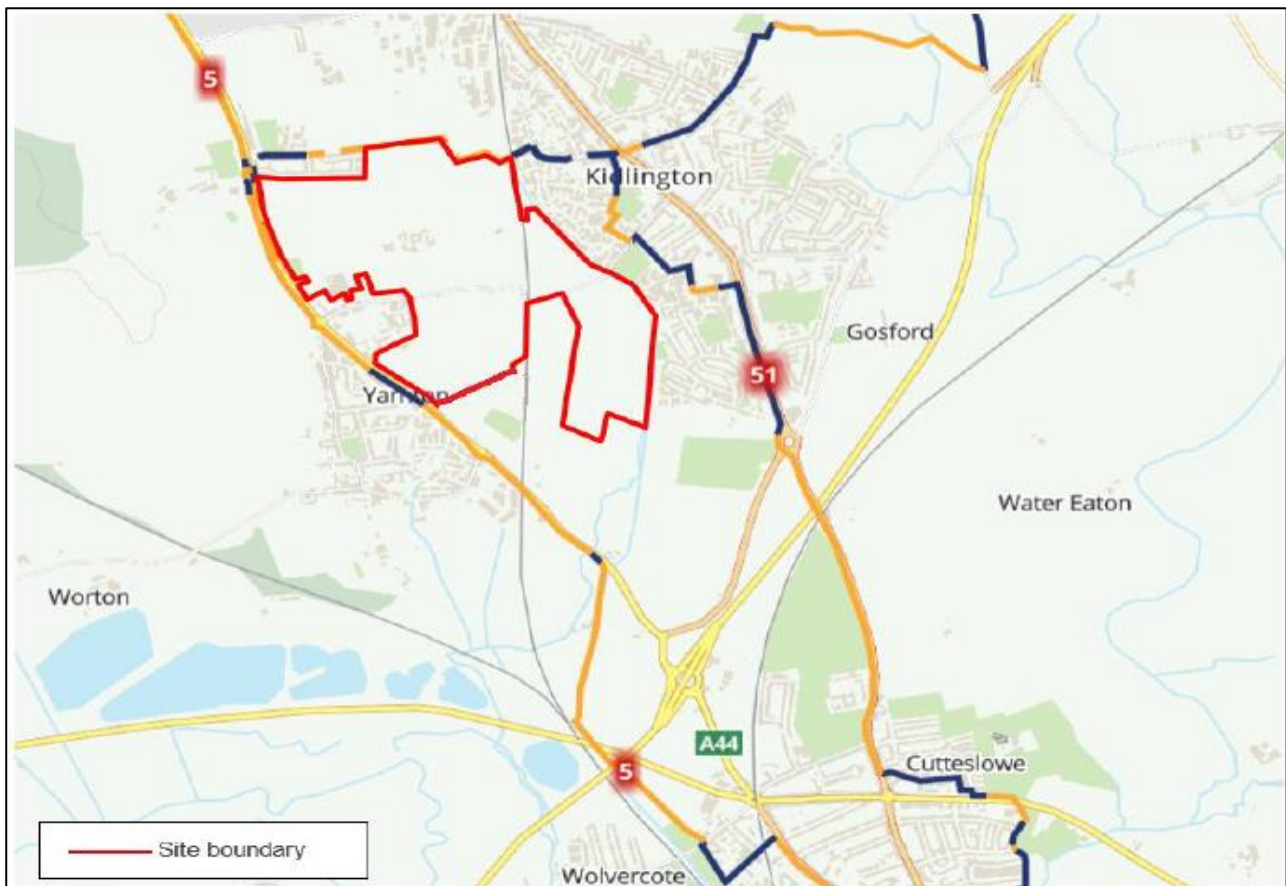 5
Kidlington
Gosford
51
Yarnton
Water Eaton
Worton
A44
Cutteslowe
5
Site boundary
Wolvercote